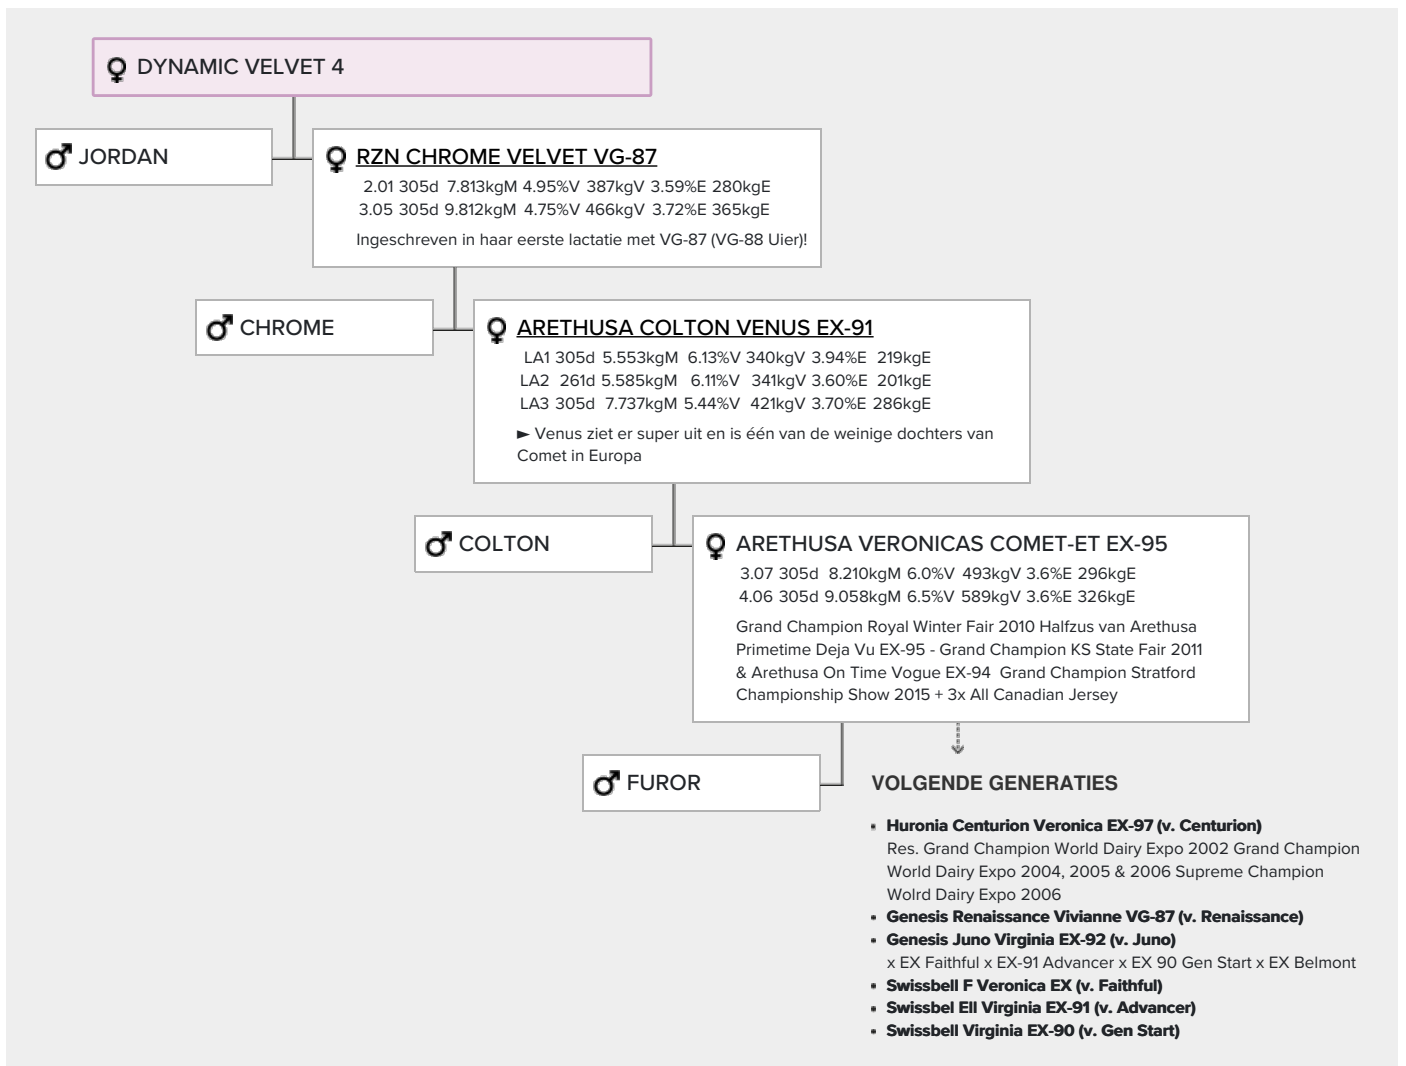 DYNAMIC VELVET 4
JORDAN
RZN CHROME VELVET VG-87
2.01 305d 7.813kgM 4.95%V 387kgV 3.59%E 280kgE
3.05 305d 9.812kgM 4.75%V 466kgV 3.72%E 365kgE
Ingeschreven in haar eerste lactatie met VG-87 (VG-88 Uier)!
CHROME
ARETHUSA COLTON VENUS EX-91
LA1 305d 5.553kgM 6.13%V 340kgV 3.94%E 219kgE
LA2 261d 5.585kgM 6.11%V 341kgV 3.60%E 201kgE
LA3 305d 7.737kgM 5.44%V 421kgV 3.70%E 286kgE
► Venus ziet er super uit en is één van de weinige dochters van
Comet in Europa
COLTON
ARETHUSA VERONICAS COMET-ET EX-95
3.07 305d 8.210kgM 6.0%V 493kgV 3.6%E 296kgE
4.06 305d 9.058kgM 6.5%V 589kgV 3.6%E 326kgE
Grand Champion Royal Winter Fair 2010 Halfzus van Arethusa
Primetime Deja Vu EX-95 - Grand Champion KS State Fair 2011
& Arethusa On Time Vogue EX-94 Grand Champion Stratford
Championship Show 2015 + 3x All Canadian Jersey
FUROR
VOLGENDE GENERATIES
▪ Huronia Centurion Veronica EX-97 (v. Centurion)
Res. Grand Champion World Dairy Expo 2002 Grand Champion
World Dairy Expo 2004, 2005 & 2006 Supreme Champion
Wolrd Dairy Expo 2006
▪ Genesis Renaissance Vivianne VG-87 (v. Renaissance)
▪ Genesis Juno Virginia EX-92 (v. Juno)
x EX Faithful x EX-91 Advancer x EX 90 Gen Start x EX Belmont
▪ Swissbell F Veronica EX (v. Faithful)
▪ Swissbel Ell Virginia EX-91 (v. Advancer)
▪ Swissbell Virginia EX-90 (v. Gen Start)